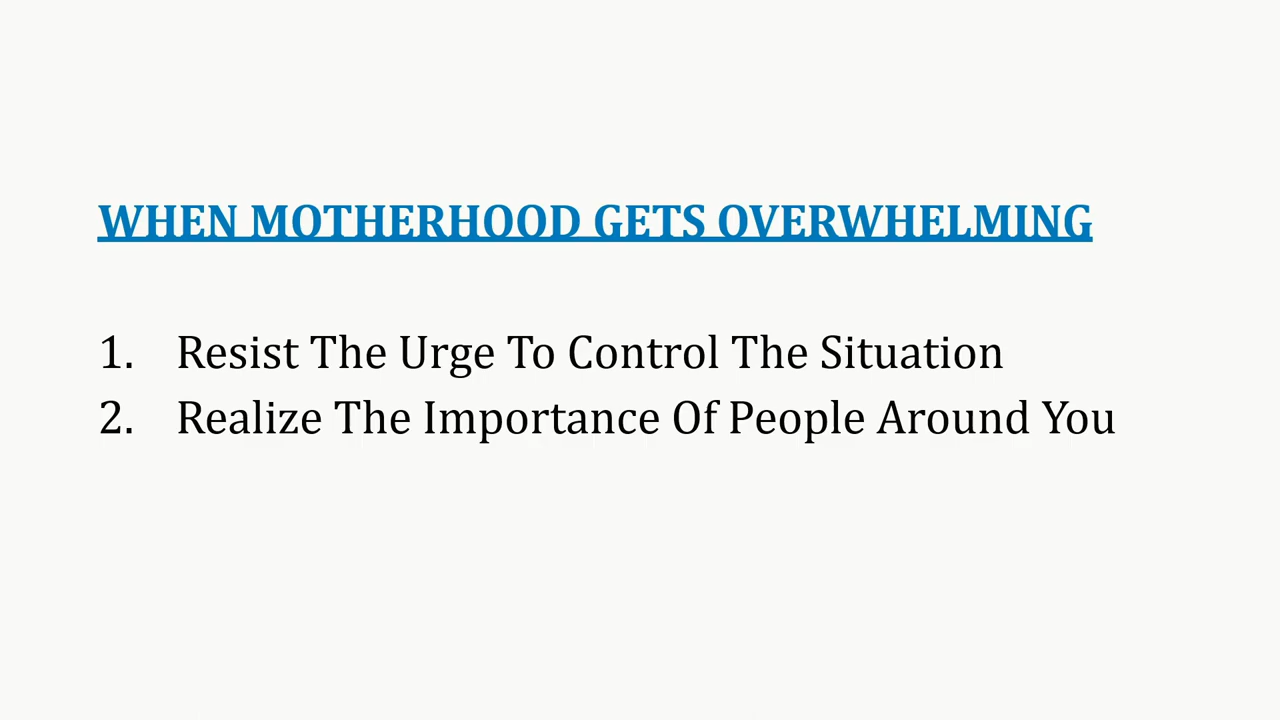 WHEN MOTHERHOOD GETS OVERWHELMING
1. Resist The Urge To Control The Situation
2. Realize The Importance Of People Around You